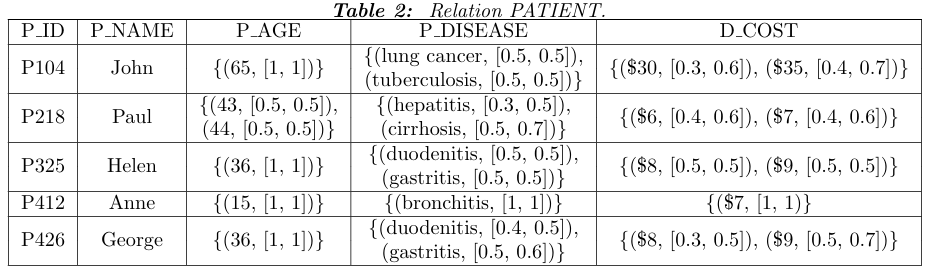 Table 2: Relation PATIENT.
P_ID P_NAME P_AGE P_DISEASE D_COST
P104 John {(65, [1, 1])} {(lung cancer, [0.5, 0.5]), (tuberculosis, [0.5, 0.5])} {($30, [0.3, 0.6]), ($35, [0.4, 0.7])}
P218 Paul {(43, [0.5, 0.5]), (44, [0.5, 0.5])} {(hepatitis, [0.3, 0.5]), (cirrhosis, [0.5, 0.7])} {($6, [0.4, 0.6]), ($7, [0.4, 0.6])}
P325 Helen {(36, [1, 1])} {(duodenitis, [0.5, 0.5]), (gastritis, [0.5, 0.5])} {($8, [0.5, 0.5]), ($9, [0.5, 0.5])}
P412 Anne {(15, [1, 1])} {(bronchitis, [1, 1])} {($7, [1, 1)}
P426 George {(36, [1, 1])} {(duodenitis, [0.4, 0.5]), (gastritis, [0.5, 0.6])} {($8, [0.3, 0.5]), ($9, [0.5, 0.7])}